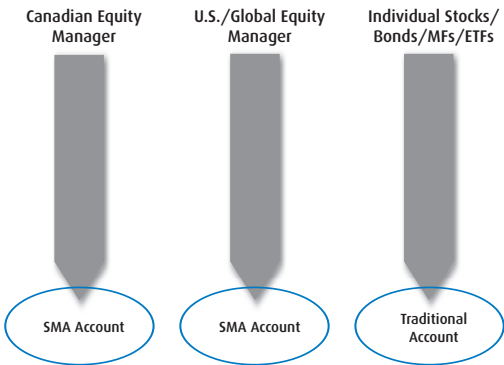 Canadian Equity
Manager
U.S./Global Equity
Manager
Individual Stocks/
Bonds/MFs/ETFs
SMA Account
SMA Account
Traditional
Account